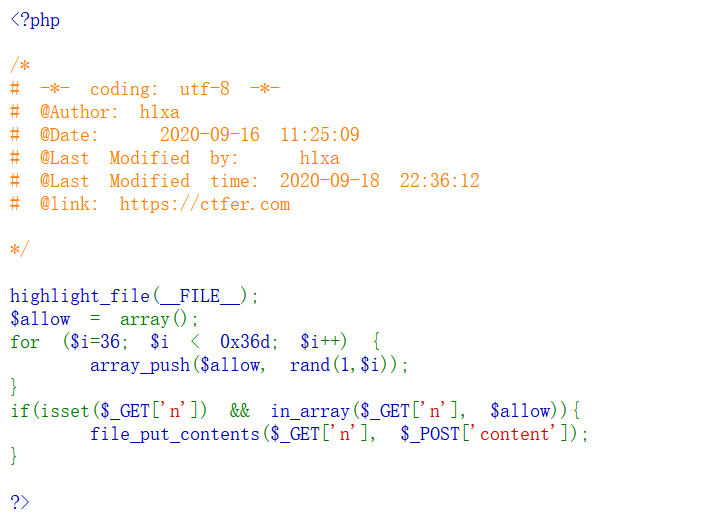 <?php
/*
# -*- coding: utf-8 -*-
# @Author: hlxa
# @Date: 2020-09-16 11:25:09
# @Last Modified by: hlxa
# @Last Modified time: 2020-09-18 22:36:12
# @link: https://ctfer.com
*/
highlight_file(__FILE__);
$allow = array();
for ($i=36; $i < 0x36d; $i++) {
array_push($allow, rand(1,$i));
}
if(isset($_GET['n']) && in_array($_GET['n'], $allow)){
file_put_contents($_GET['n'], $_POST['content']);
}
?>